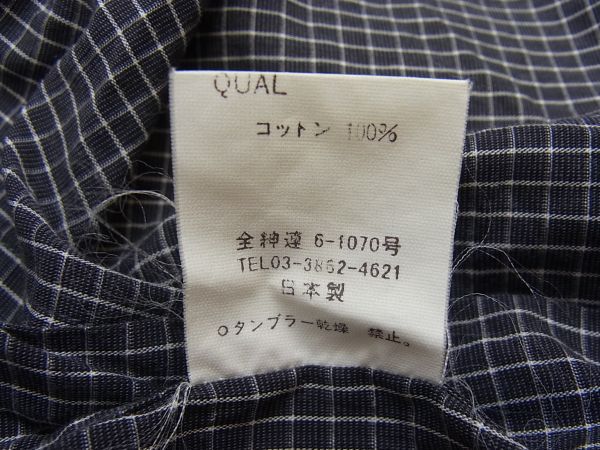 QUAL
コットン 100%
全紳連 6-1070号
TEL03-3862-4621
日本製
○タンブラー乾燥 禁止。